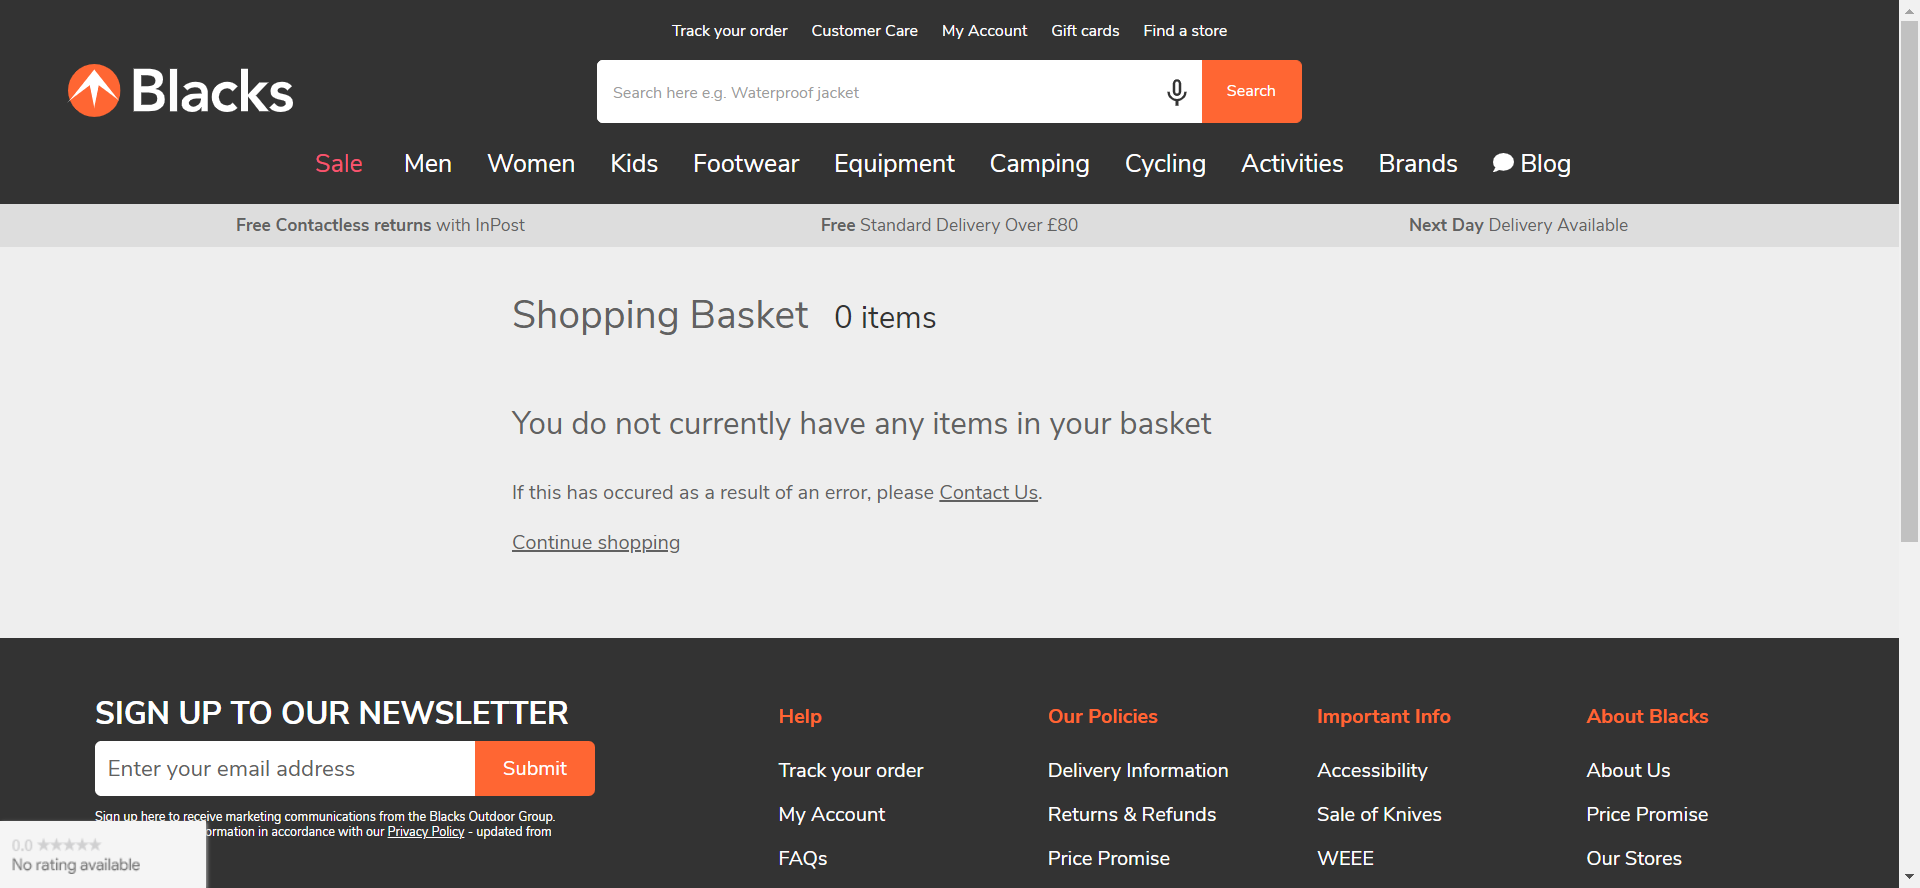 Track your order Customer Care My Account Gift cards Find a store
Blacks
Search here e.g. Waterproof jacket Search
Sale Men Women Kids Footwear Equipment Camping Cycling Activities Brands Blog
Free Contactless returns with InPost Free Standard Delivery Over £80 Next Day Delivery Available
Shopping Basket 0 items
You do not currently have any items in your basket
If this has occured as a result of an error, please Contact Us.
Continue shopping
SIGN UP TO OUR NEWSLETTER
Enter your email address Submit
Sign up here to receive marketing communications from the Blacks Outdoor Group.
ormation in accordance with our Privacy Policy - updated from
0.0
No rating available
Help
Track your order
My Account
FAQs
Our Policies
Delivery Information
Returns & Refunds
Price Promise
Important Info
Accessibility
Sale of Knives
WEEE
About Blacks
About Us
Price Promise
Our Stores